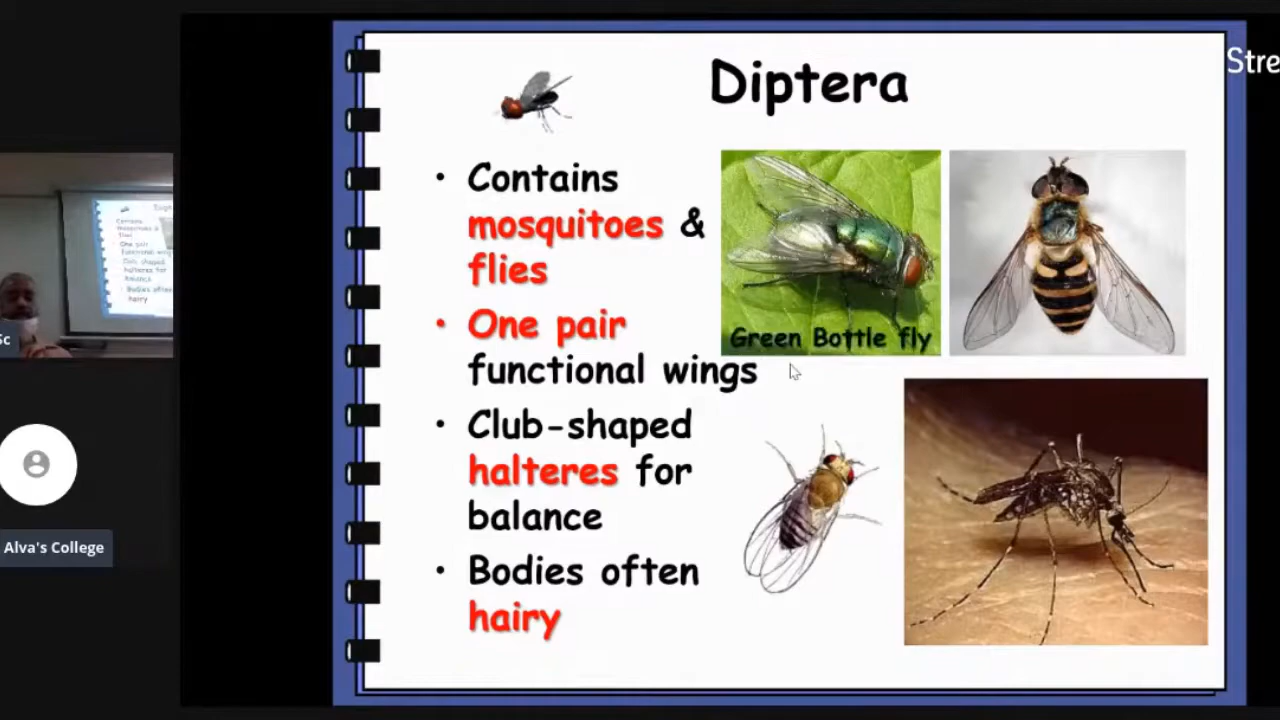 Stre
Diptera
• Contains
mosquitoes &
flies
• One pair
functional wings
• Club-shaped
halteres for
balance
• Bodies often
hairy
Green Bottle fly
Sc
Alva's College